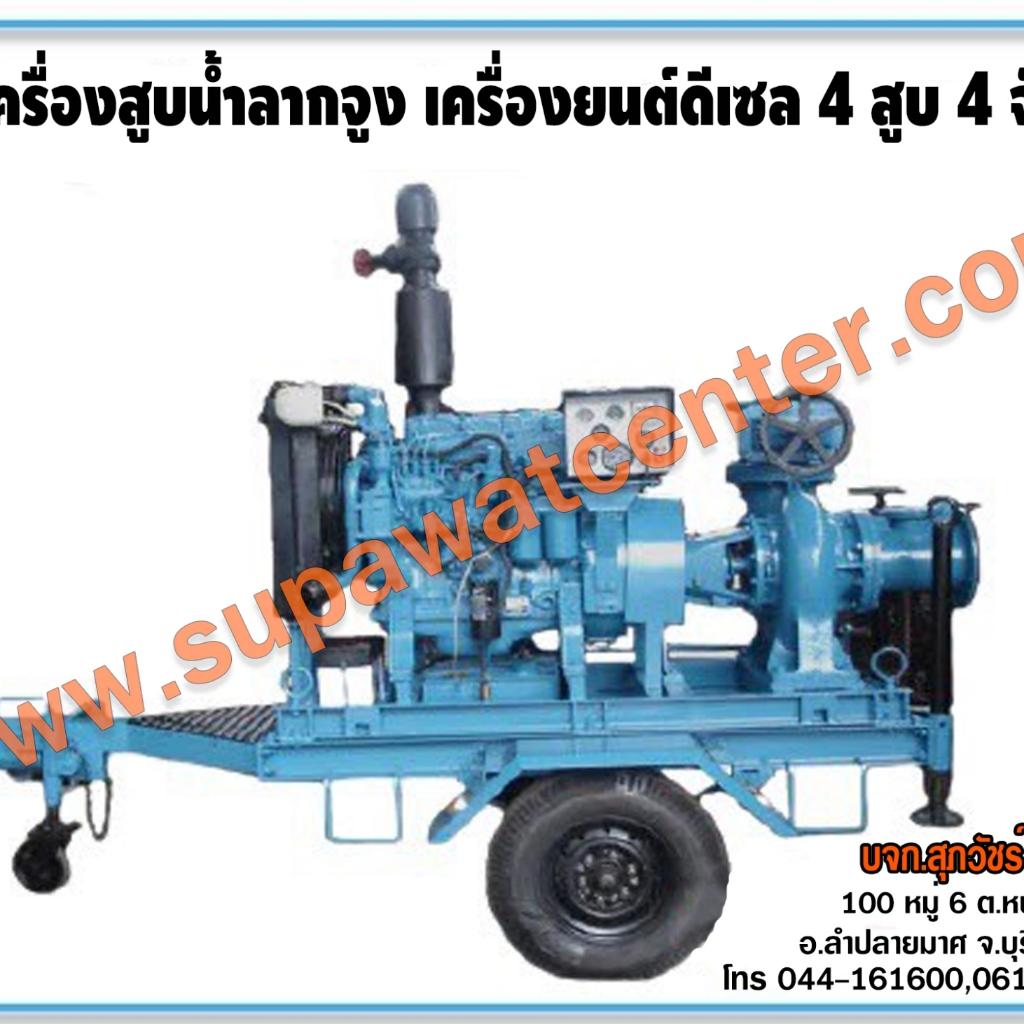 ครื่องสูบน้ำลากจูง เครื่องยนต์ดีเซล 4 สูบ 4 จั
ww.supawatcenter.co
บจก.สุภวัชร์
100 หมู่ 6 ต.ห
อ.ลำปลายมาศ จ.บุรี
โทร 044-161600,061